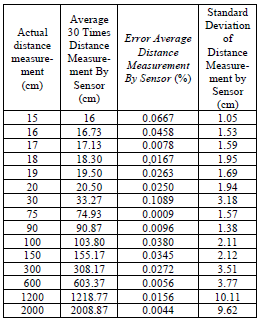 Actual distance measure-ment (cm) | Average 30 Times Distance Measure-ment By Sensor (cm) | Error Average Distance Measurement By Sensor (%) | Standard Deviation of Distance Measure-ment by Sensor (cm)
15 16 0.0667 1.05
16 16.73 0.0458 1.53
17 17.13 0.0078 1.59
18 18.30 0,0167 1.95
19 19.50 0.0263 1.69
20 20.50 0.0250 1.94
30 33.27 0.1089 3.18
75 74.93 0.0009 1.57
90 90.87 0.0096 1.38
100 103.80 0.0380 2.11
150 155.17 0.0345 2.12
300 308.17 0.0272 3.51
600 603.37 0.0056 3.77
1200 1218.77 0.0156 10.11
2000 2008.87 0.0044 9.62